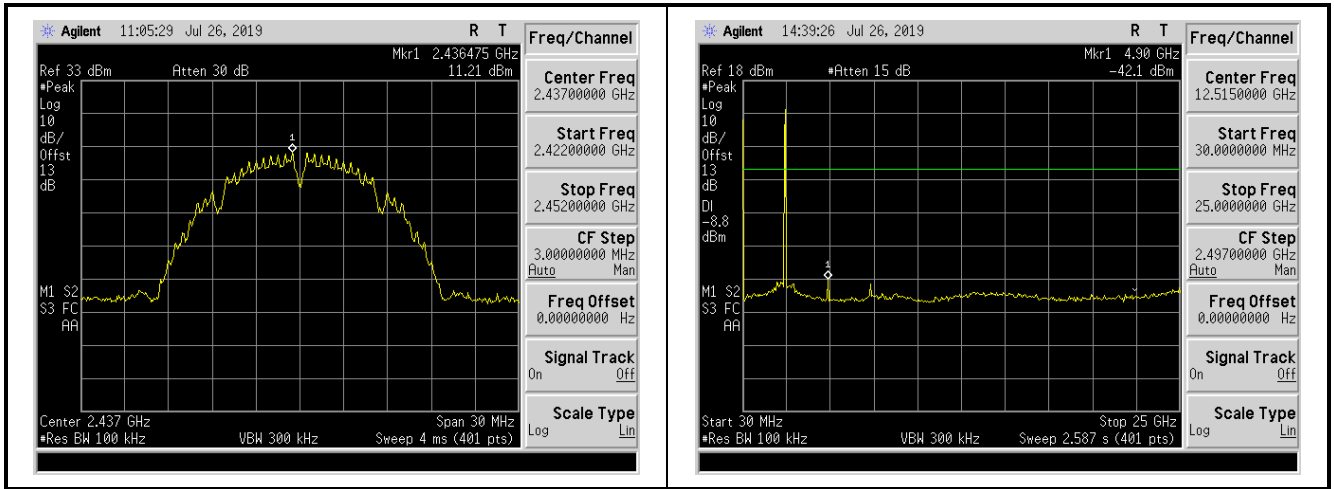 Agilent 11:05:29 Jul 26, 2019 R T
Mkr1 2.436475 GHz
Ref 33 dBm Atten 30 dB 11.21 dBm
#Peak
Log
10
dB/
Offst
13
dB
1
M1 S2
S3 FC
AA
Center 2.437 GHz Span 30 MHz
#Res BW 100 kHz VBW 300 kHz Sweep 4 ms (401 pts)
Freq/Channel
Center Freq
2.43700000 GHz
Start Freq
2.42200000 GHz
Stop Freq
2.45200000 GHz
CF Step
3.00000000 MHz
Auto Man
Freq Offset
0.00000000 Hz
Signal Track
On Off
Scale Type
Log Lin
Agilent 14:39:26 Jul 26, 2019 R T
Mkr1 4.90 GHz
Ref 18 dBm #Atten 15 dB -42.1 dBm
#Peak
Log
10
dB/
Offst
13
dB
DI
-8.8
dBm
1
M1 S2
S3 FC
AA
Start 30 MHz Stop 25 GHz
#Res BW 100 kHz VBW 300 kHz Sweep 2.587 s (401 pts)
Freq/Channel
Center Freq
12.5150000 GHz
Start Freq
30.0000000 MHz
Stop Freq
25.0000000 GHz
CF Step
2.49700000 GHz
Auto Man
Freq Offset
0.00000000 Hz
Signal Track
On Off
Scale Type
Log Lin